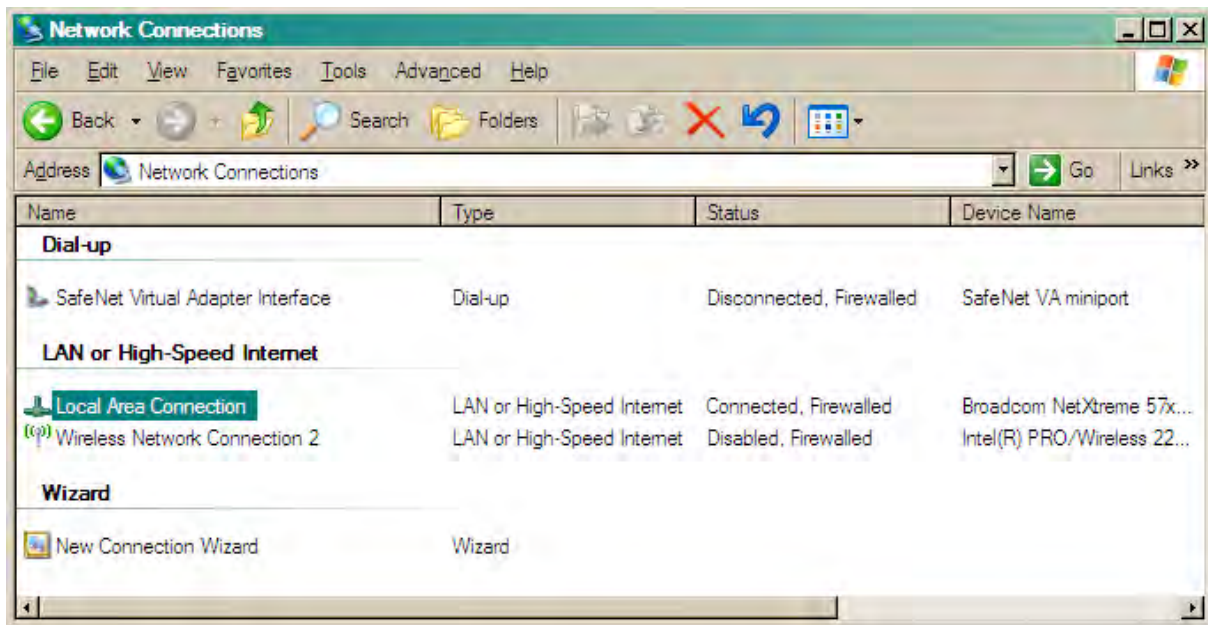 Network Connections
File Edit View Favorites Tools Advanced Help
Back Search Folders
Address Network Connections Go Links »
Name Type Status Device Name
Dial-up
SafeNet Virtual Adapter Interface Dial-up Disconnected, Firewalled SafeNet VA miniport
LAN or High-Speed Internet
Local Area Connection LAN or High-Speed Internet Connected, Firewalled Broadcom NetXtreme 57x...
Wireless Network Connection 2 LAN or High-Speed Internet Disabled, Firewalled Intel(R) PRO/Wireless 22...
Wizard
New Connection Wizard Wizard